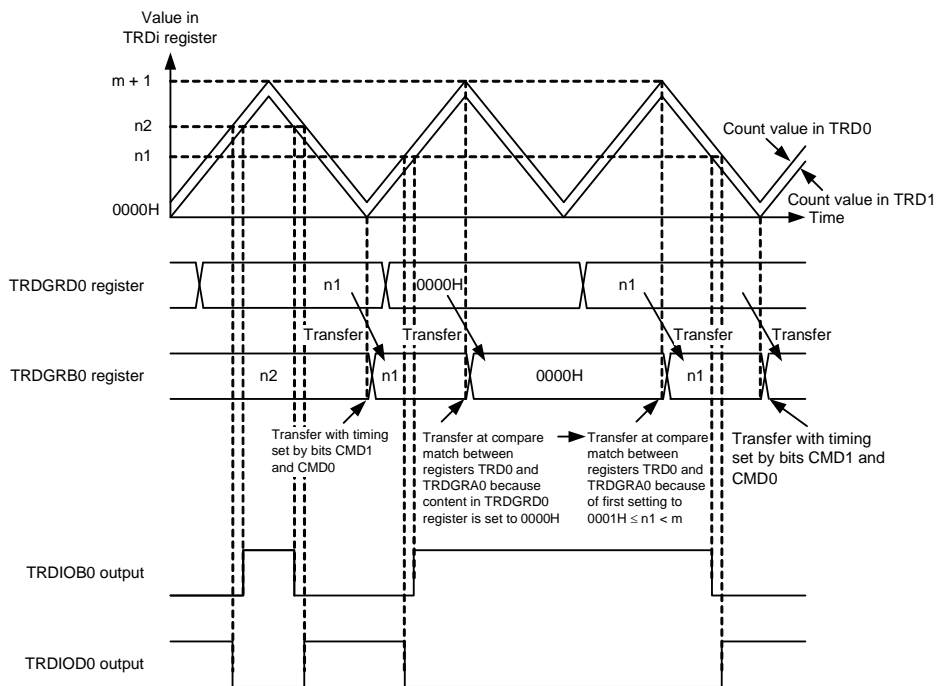 Value in
TRDi register
m + 1
n2
n1
0000H
Count value in TRD0
Count value in TRD1
Time
TRDGRD0 register
n1
0000H
n1
Transfer
Transfer
Transfer
Transfer
TRDGRB0 register
n2
n1
0000H
n1
Transfer with timing
set by bits CMD1
and CMD0
Transfer at compare
match between
registers TRD0 and
TRDGRA0 because
content in TRDGRD0
register is set to 0000H
Transfer at compare
match between
registers TRD0 and
TRDGRA0 because
of first setting to
0001H ≤ n1 < m
Transfer with timing
set by bits CMD1 and
CMD0
TRDIOB0 output
TRDIOD0 output